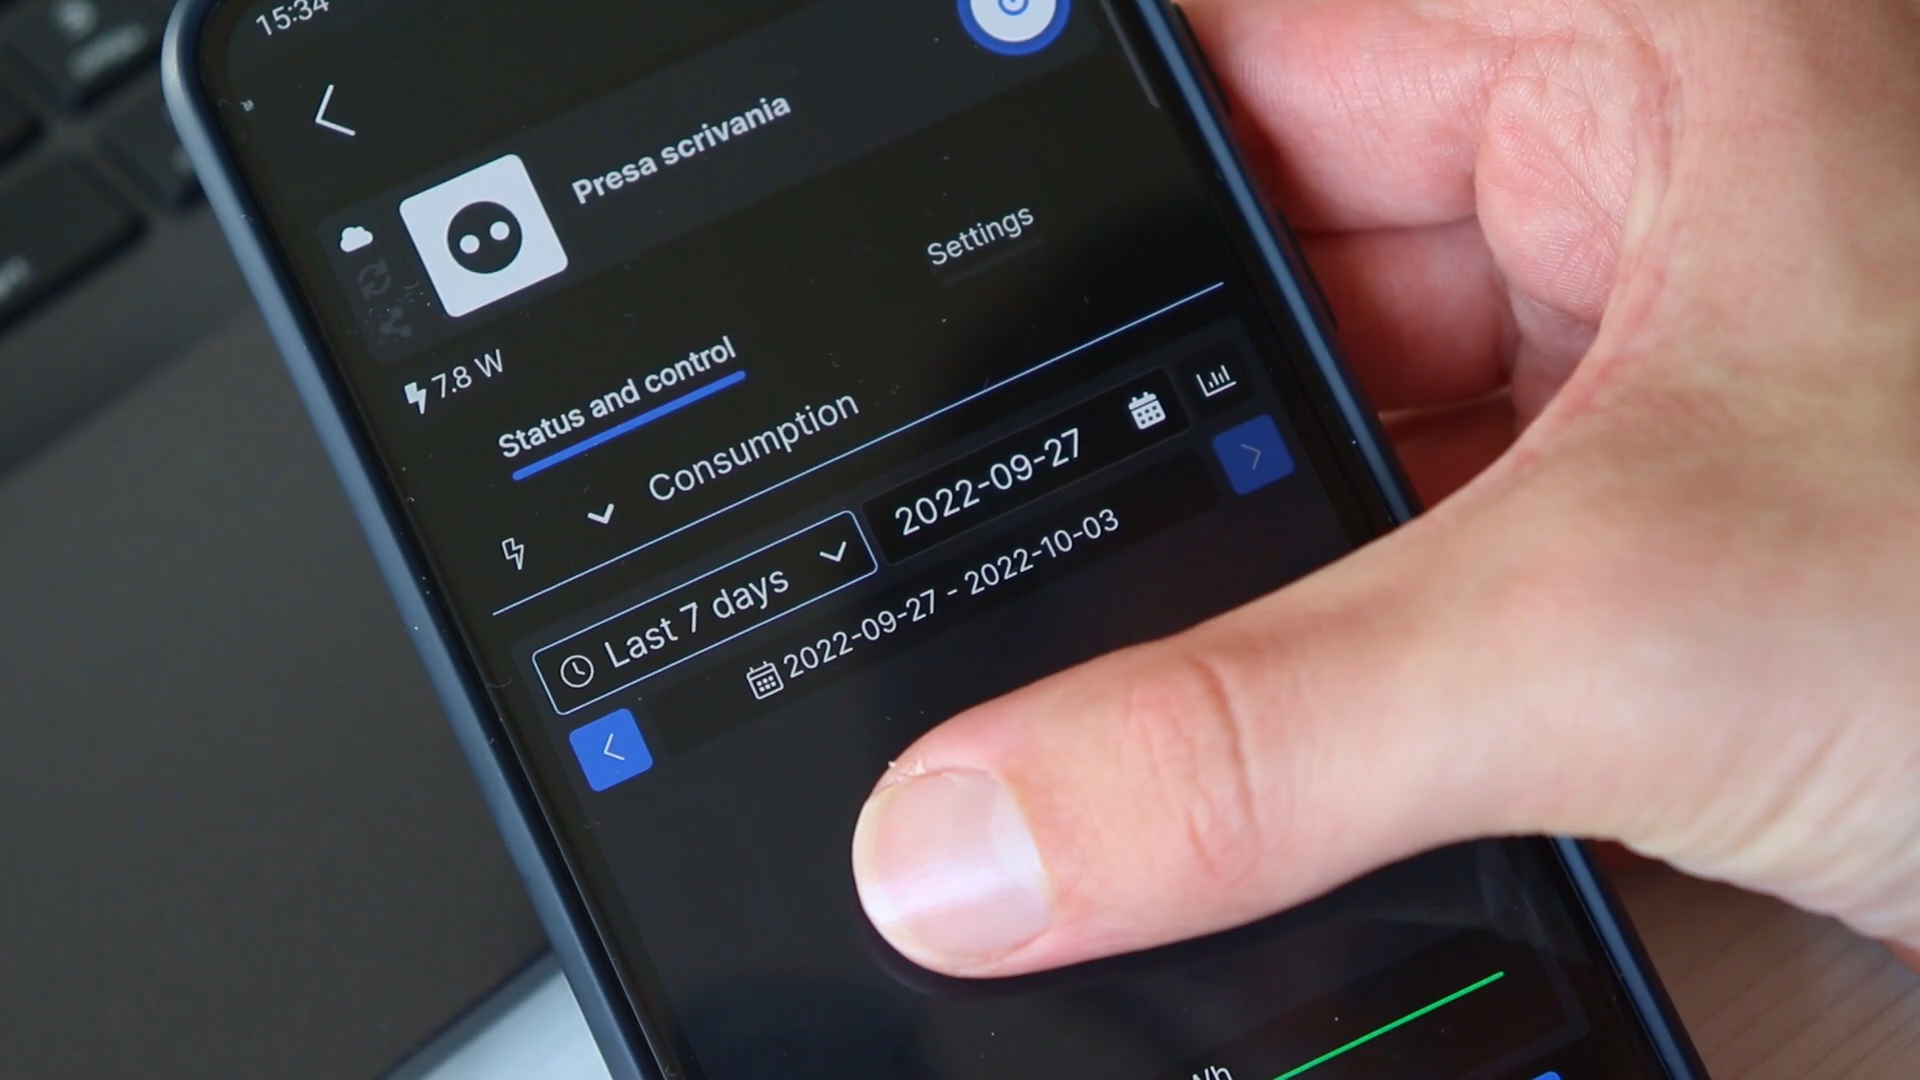 15:34
Presa scrivania
7.8 W
Status and control
Settings
Consumption
Last 7 days
2022-09-27
2022-09-27 - 2022-10-03